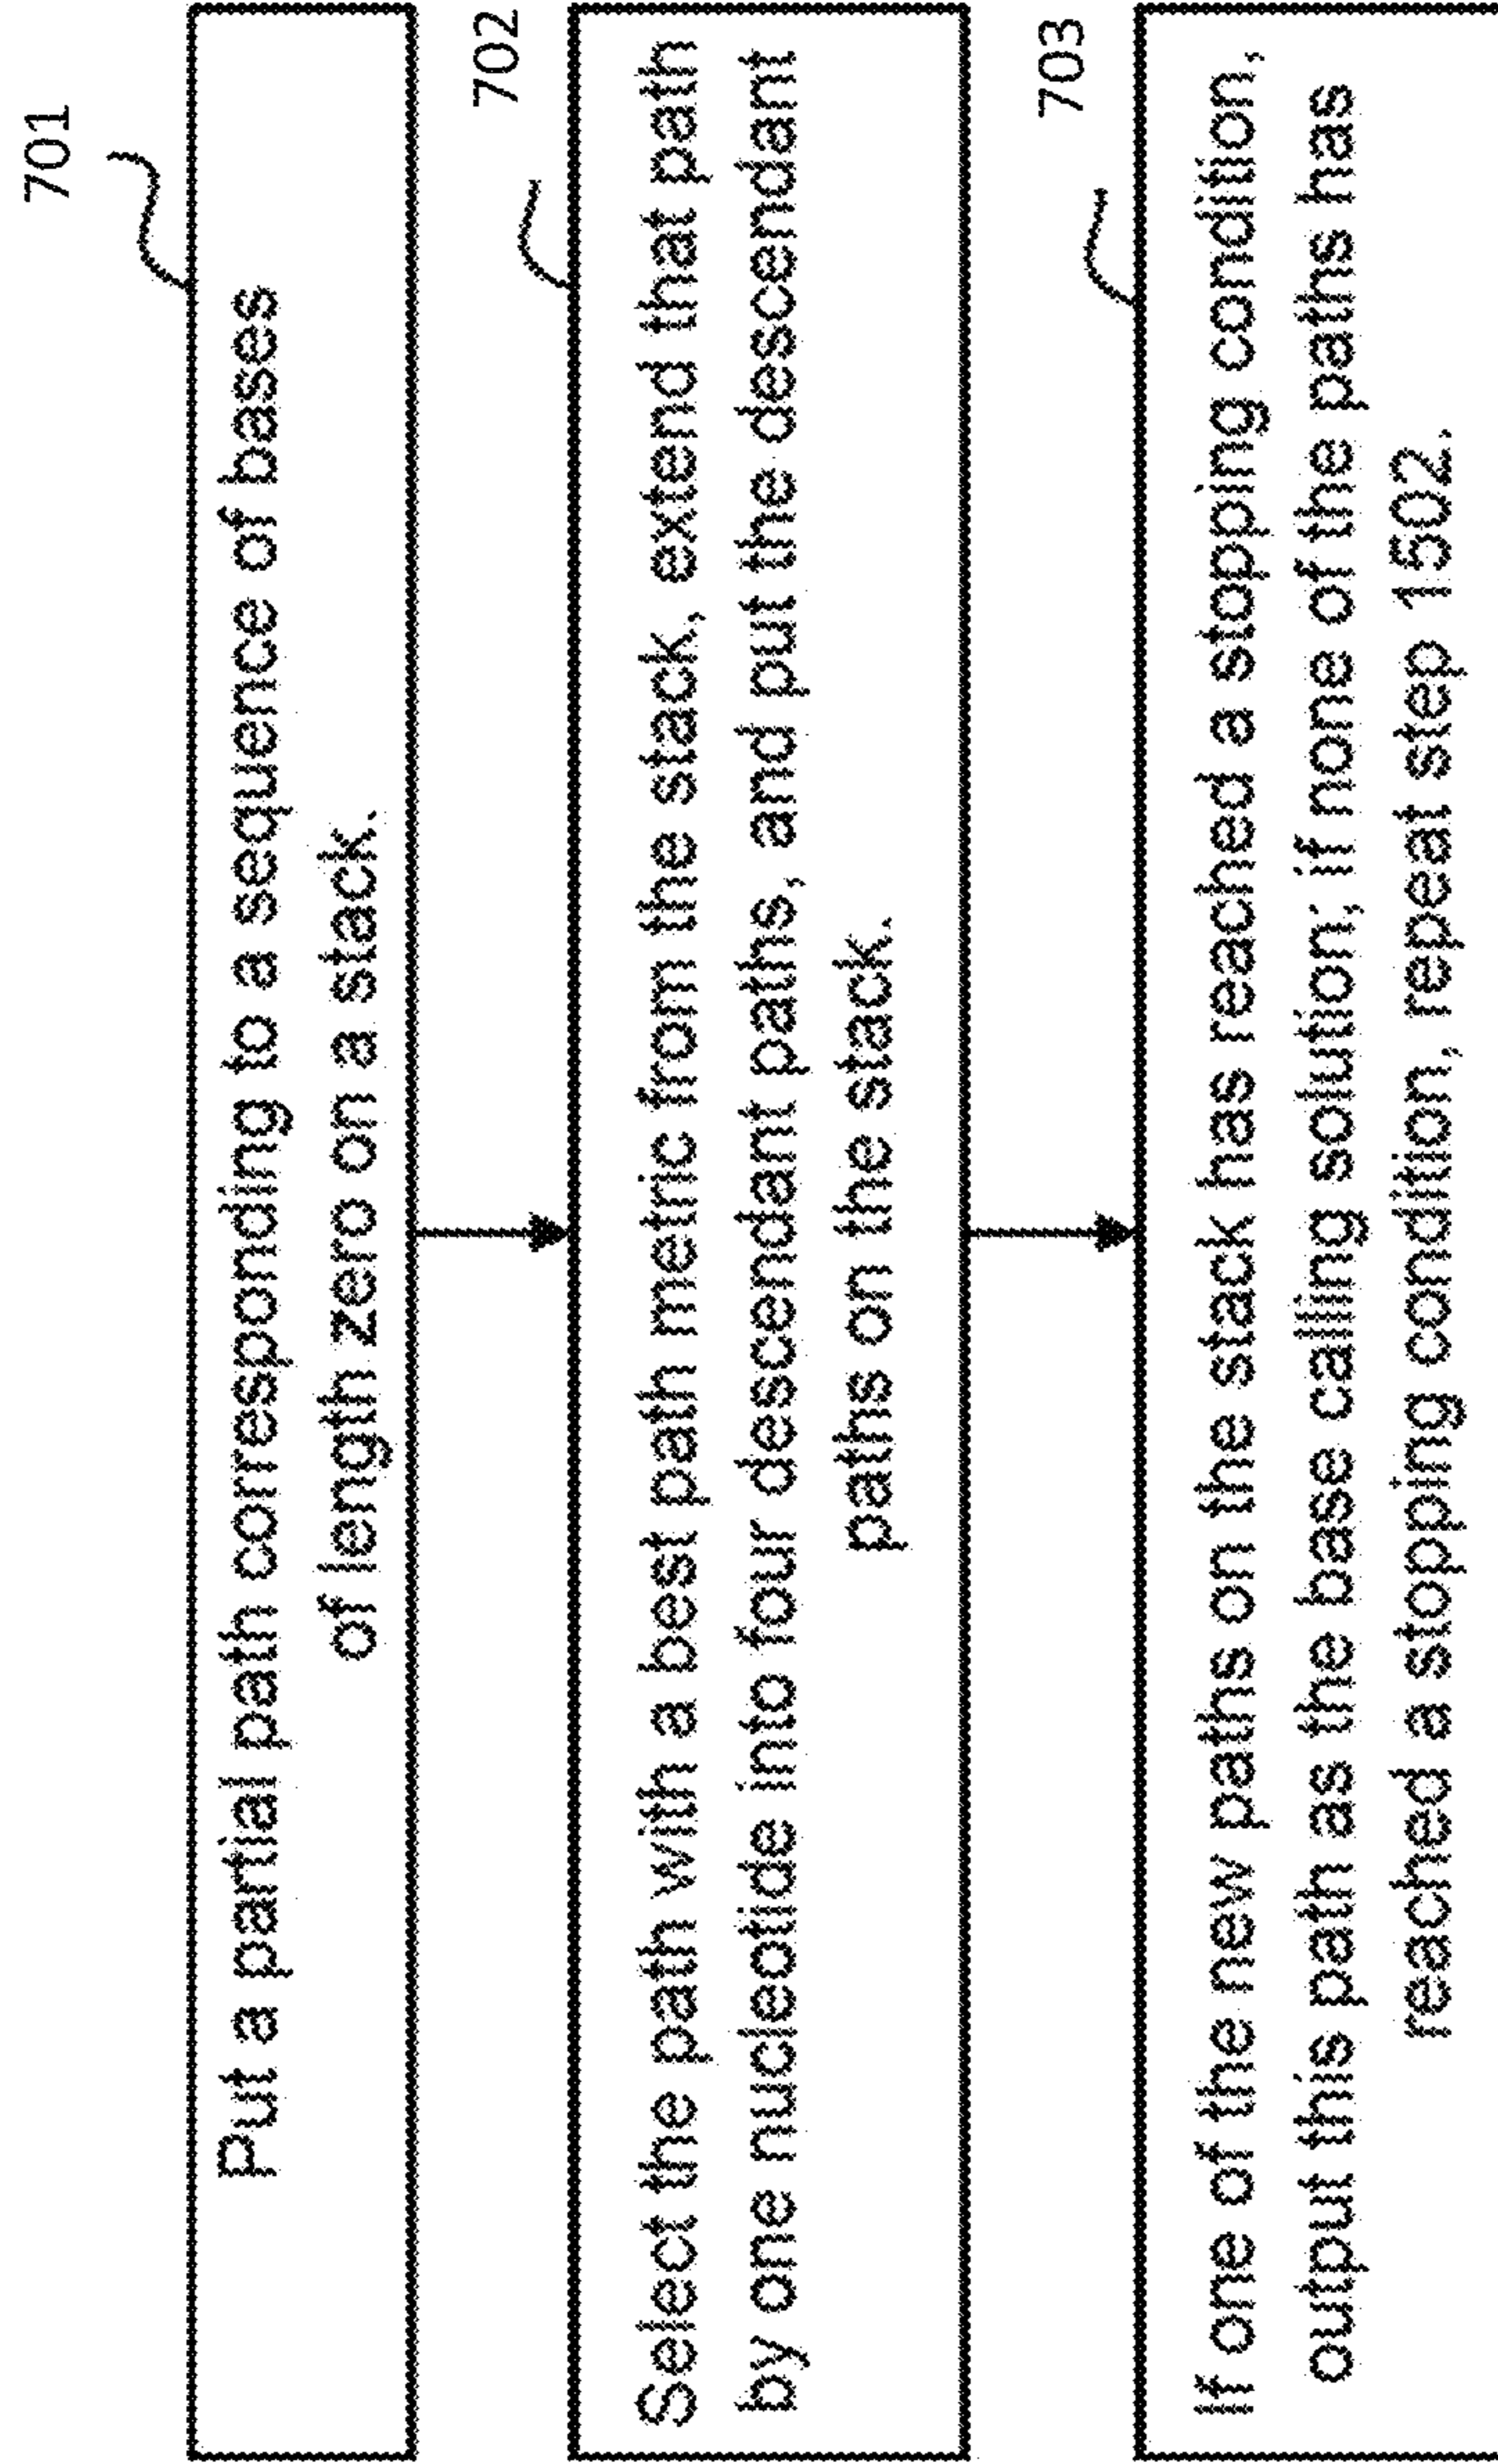 701
Put a partial path corresponding to a sequence of bases
of length zero on a stack.
702
Select the path with a best path metric from the stack, extend that path
by one nucleotide into four descendant paths, and put the descendant
paths on the stack.
703
If one of the new paths on the stack has reached a stopping condition,
output this path as the base calling solution; if none of the paths has
reached a stopping condition, repeat step 1502.